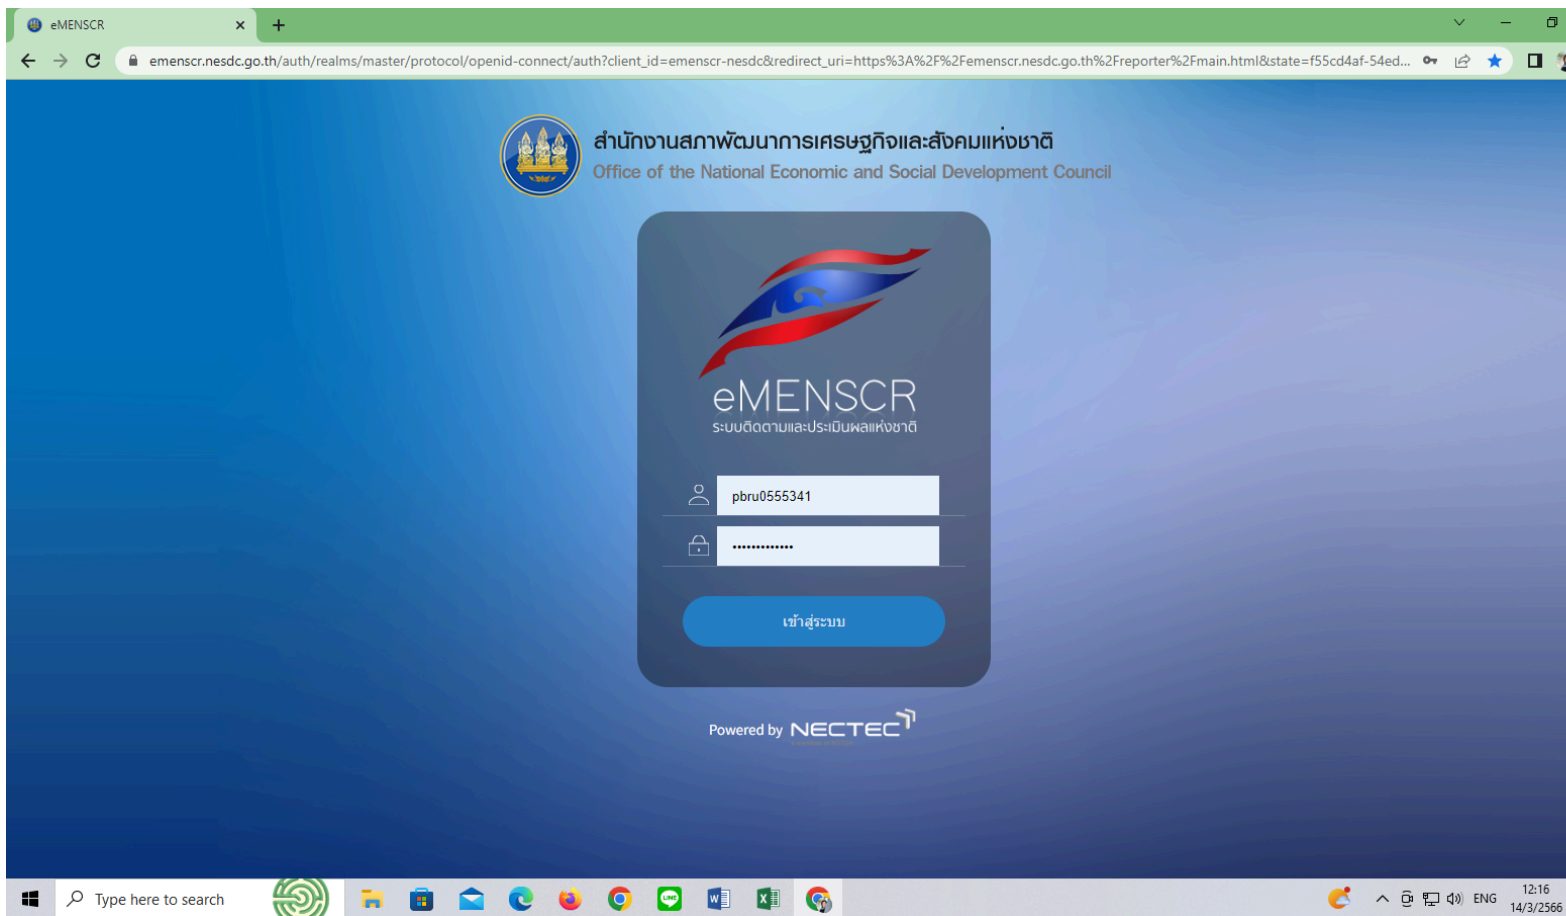 eMENSCR
emenscr.nesdc.go.th/auth/realms/master/protocol/openid-connect/auth?client_id=emenscr-nesdc&redirect_uri=https%3A%2F%2Femenscr.nesdc.go.th%2Freporter%2Fmain.html&state=f55cd4af-54ed...
สำนักงานสภาพัฒนาการเศรษฐกิจและสังคมแห่งชาติ
Office of the National Economic and Social Development Council
eMENSCR
ระบบติดตามและประเมินผลแห่งชาติ
pbru0555341
•••••••••••••
เข้าสู่ระบบ
Powered by NECTEC
Type here to search
ENG
12:16
14/3/2566